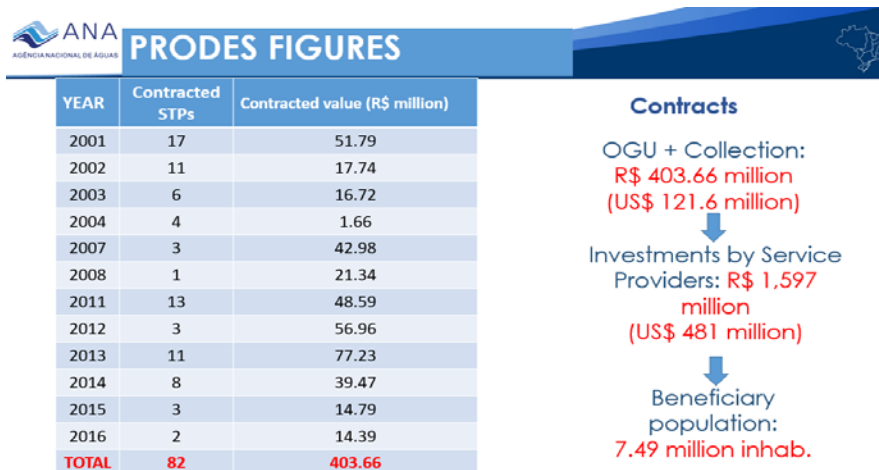 ANA
AGÊNCIA NACIONAL DE ÁGUAS
PRODES FIGURES
YEAR Contracted STPs Contracted value (R$ million)
2001 17 51.79
2002 11 17.74
2003 6 16.72
2004 4 1.66
2007 3 42.98
2008 1 21.34
2011 13 48.59
2012 3 56.96
2013 11 77.23
2014 8 39.47
2015 3 14.79
2016 2 14.39
TOTAL 82 403.66
Contracts
OGU + Collection:
R$ 403.66 million
(US$ 121.6 million)
Investments by Service
Providers: R$ 1,597
million
(US$ 481 million)
Beneficiary
population:
7.49 million inhab.